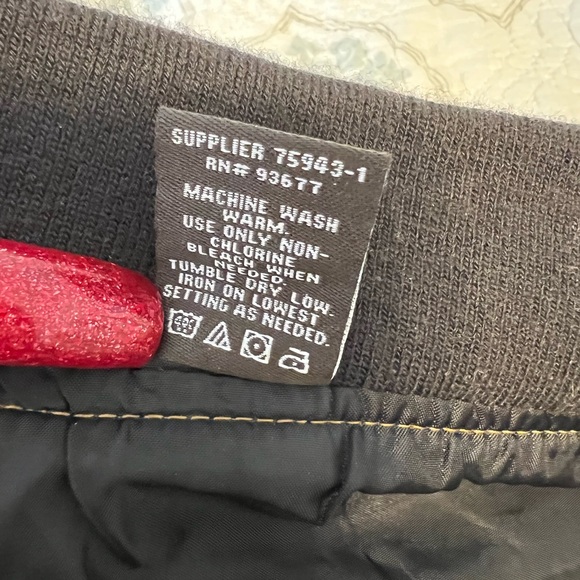 SUPPLIER 75943-1
RN# 93677
MACHINE WASH
WARM.
USE ONLY NON-
CHLORINE
BLEACH WHEN
NEEDED.
TUMBLE DRY, LOW.
IRON ON LOWEST
SETTING AS NEEDED.
40C